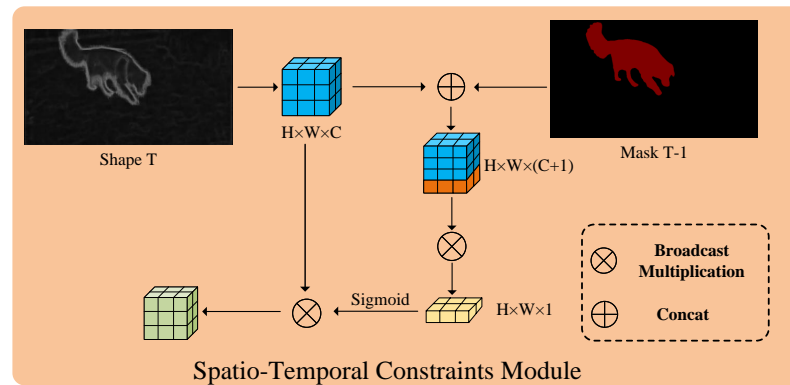 Shape T
H×W×C
Mask T-1
H×W×(C+1)
Broadcast
Multiplication
Sigmoid
H×W×1
Concat
Spatio-Temporal Constraints Module